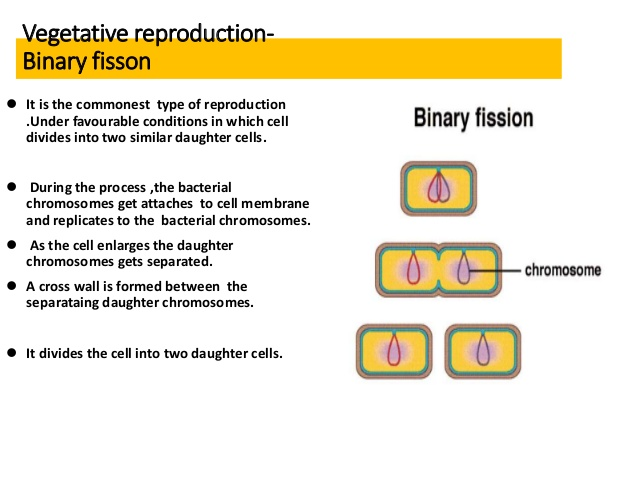 Vegetative reproduction-
Binary fisson
● It is the commonest type of reproduction
.Under favourable conditions in which cell
divides into two similar daughter cells.
● During the process ,the bacterial
chromosomes get attaches to cell membrane
and replicates to the bacterial chromosomes.
● As the cell enlarges the daughter
chromosomes gets separated.
● A cross wall is formed between the
separataing daughter chromosomes.
● It divides the cell into two daughter cells.
Binary fission
chromosome